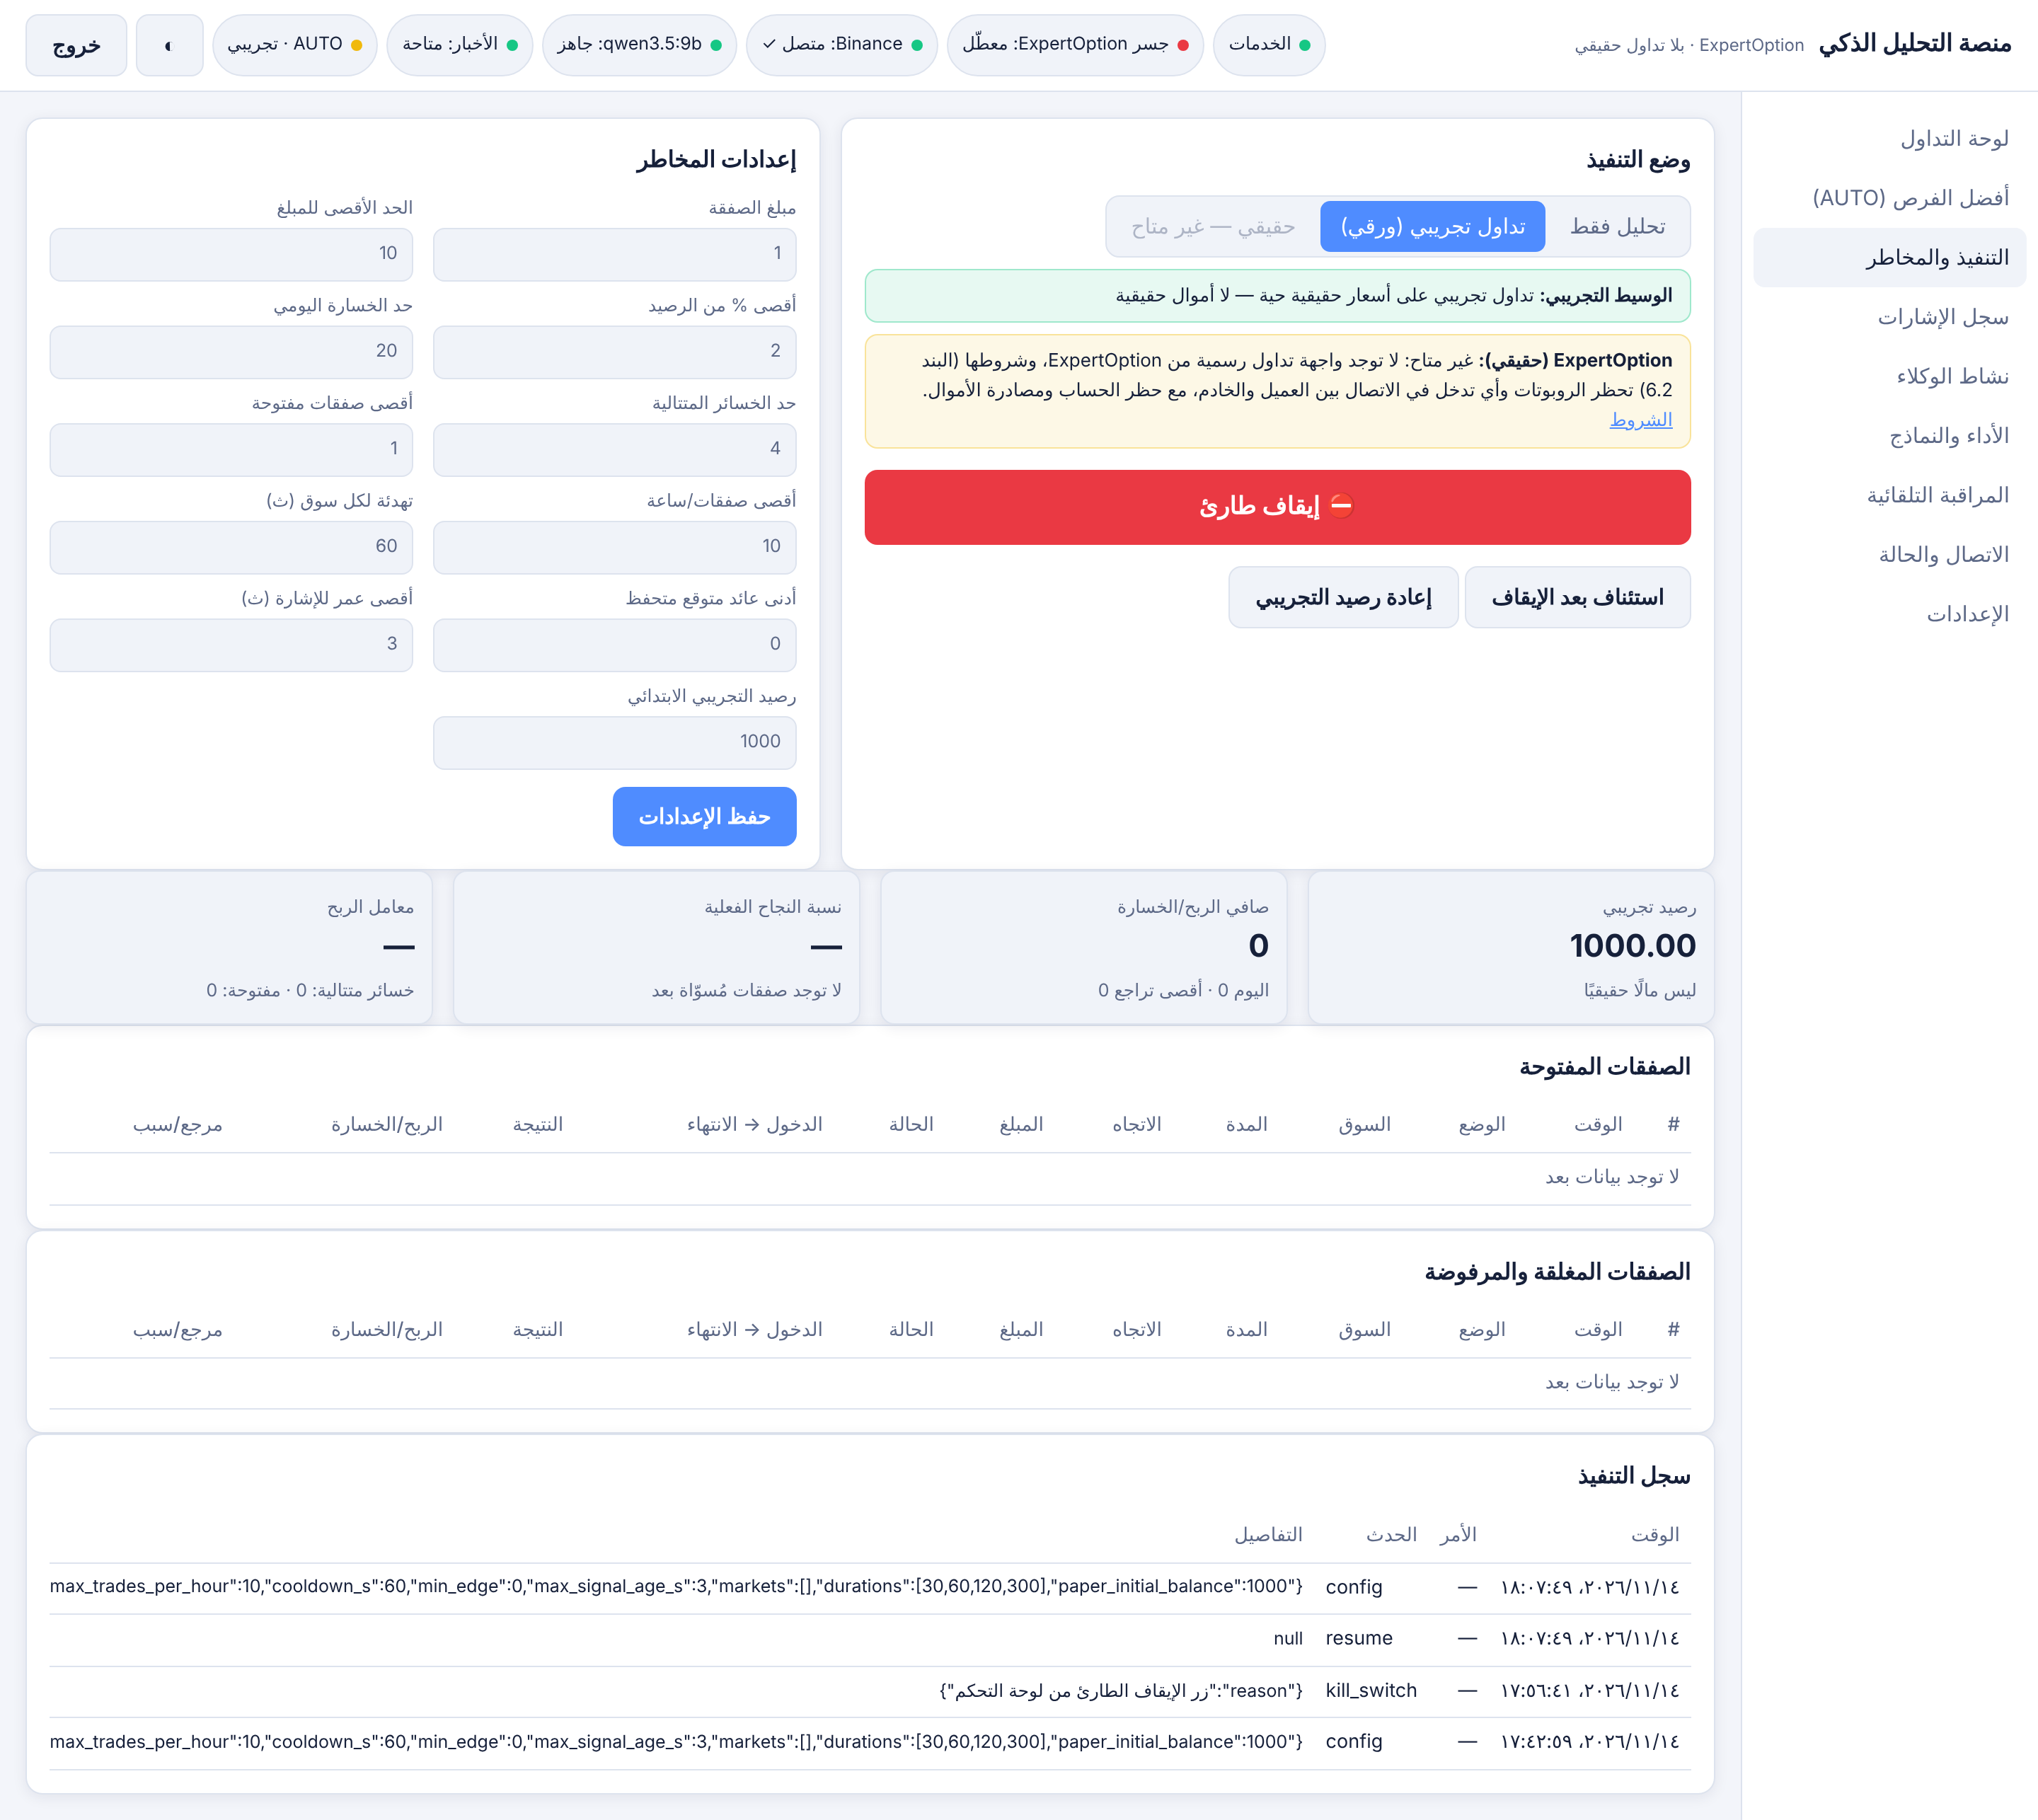 منصة التحليل الذكي
ExpertOption · بلا تداول حقيقي
الخدمات
جسر ExpertOption: معطّل
Binance: متصل ✓
qwen3.5:9b: جاهز
الأخبار: متاحة
AUTO · تجريبي
خروج
لوحة التداول
أفضل الفرص (AUTO)
التنفيذ والمخاطر
سجل الإشارات
نشاط الوكلاء
الأداء والنماذج
المراقبة التلقائية
الاتصال والحالة
الإعدادات
وضع التنفيذ
تحليل فقط
تداول تجريبي (ورقي)
حقيقي — غير متاح
الوسيط التجريبي: تداول تجريبي على أسعار حقيقية حية — لا أموال حقيقية
ExpertOption (حقيقي): غير متاح: لا توجد واجهة تداول رسمية من ExpertOption، وشروطها (البند
6.2) تحظر الروبوتات وأي تدخل في الاتصال بين العميل والخادم، مع حظر الحساب ومصادرة الأموال.
الشروط
⛔ إيقاف طارئ
استئناف بعد الإيقاف
إعادة رصيد التجريبي
إعدادات المخاطر
مبلغ الصفقة
1
الحد الأقصى للمبلغ
10
أقصى % من الرصيد
2
حد الخسارة اليومي
20
حد الخسائر المتتالية
4
أقصى صفقات مفتوحة
1
أقصى صفقات/ساعة
10
تهدئة لكل سوق (ث)
60
أدنى عائد متوقع متحفظ
0
أقصى عمر للإشارة (ث)
3
رصيد التجريبي الابتدائي
1000
حفظ الإعدادات
رصيد تجريبي
1000.00
ليس مالًا حقيقيًا
صافي الربح/الخسارة
0
اليوم 0 · أقصى تراجع 0
نسبة النجاح الفعلية
—
لا توجد صفقات مُسوّاة بعد
معامل الربح
—
خسائر متتالية: 0 · مفتوحة: 0
الصفقات المفتوحة
# الوقت الوضع السوق المدة الاتجاه المبلغ الحالة الدخول → الانتهاء النتيجة الربح/الخسارة مرجع/سبب
لا توجد بيانات بعد
الصفقات المغلقة والمرفوضة
# الوقت الوضع السوق المدة الاتجاه المبلغ الحالة الدخول → الانتهاء النتيجة الربح/الخسارة مرجع/سبب
لا توجد بيانات بعد
سجل التنفيذ
الوقت الأمر الحدث التفاصيل
١٤‏/١١‏/٢٠٢٦، ١٨:٠٧:٤٩ — config max_trades_per_hour":10,"cooldown_s":60,"min_edge":0,"max_signal_age_s":3,"markets":[],"durations":[30,60,120,300],"paper_initial_balance":1000"}
١٤‏/١١‏/٢٠٢٦، ١٨:٠٧:٤٩ — resume null
١٤‏/١١‏/٢٠٢٦، ١٧:٥٦:٤١ — kill_switch {"reason":"زر الإيقاف الطارئ من لوحة التحكم"}
١٤‏/١١‏/٢٠٢٦، ١٧:٤٢:٥٩ — config max_trades_per_hour":10,"cooldown_s":60,"min_edge":0,"max_signal_age_s":3,"markets":[],"durations":[30,60,120,300],"paper_initial_balance":1000"}